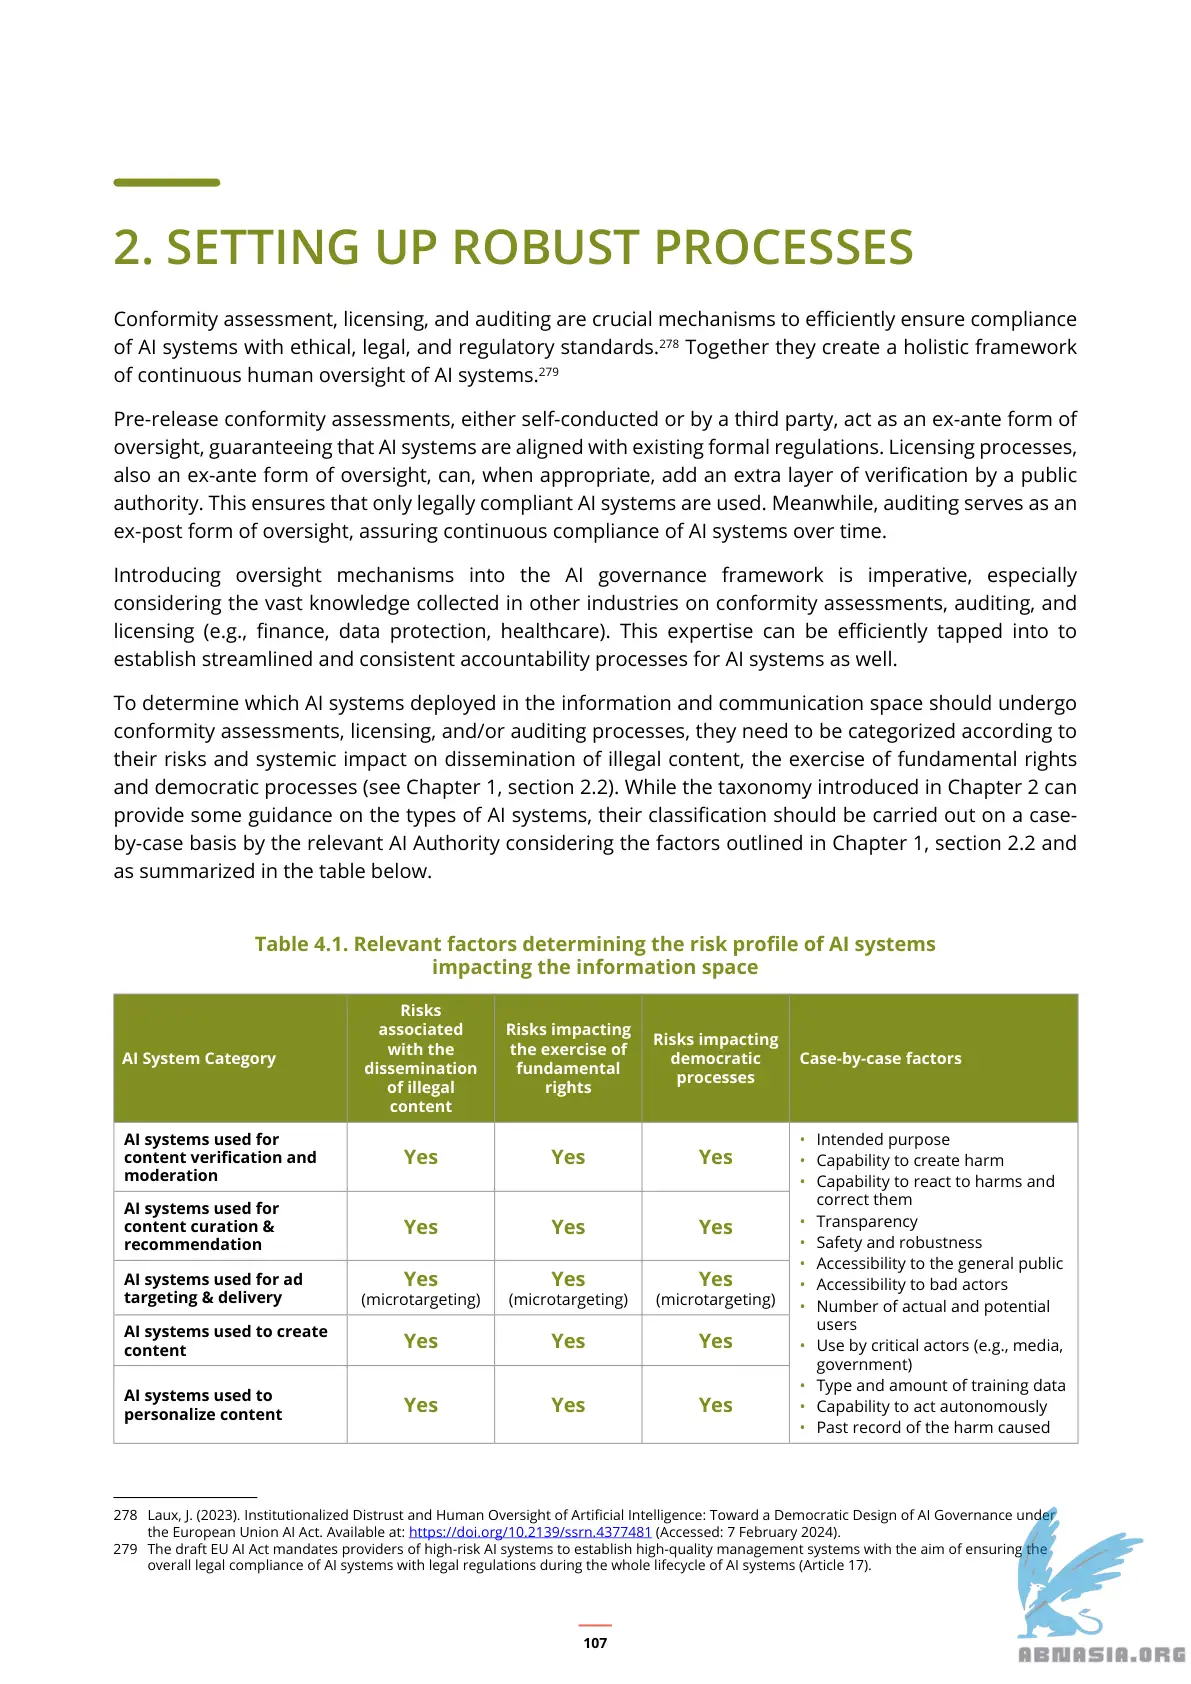 2. SETTING UP ROBUST PROCESSES
Conformity assessment, licensing, and auditing are crucial mechanisms to efficiently ensure compliance
of AI systems with ethical, legal, and regulatory standards.278 Together they create a holistic framework
of continuous human oversight of AI systems.279
Pre-release conformity assessments, either self-conducted or by a third party, act as an ex-ante form of
oversight, guaranteeing that AI systems are aligned with existing formal regulations. Licensing processes,
also an ex-ante form of oversight, can, when appropriate, add an extra layer of verification by a public
authority. This ensures that only legally compliant AI systems are used. Meanwhile, auditing serves as an
ex-post form of oversight, assuring continuous compliance of AI systems over time.
Introducing oversight mechanisms into the AI governance framework is imperative, especially
considering the vast knowledge collected in other industries on conformity assessments, auditing, and
licensing (e.g., finance, data protection, healthcare). This expertise can be efficiently tapped into to
establish streamlined and consistent accountability processes for AI systems as well.
To determine which AI systems deployed in the information and communication space should undergo
conformity assessments, licensing, and/or auditing processes, they need to be categorized according to
their risks and systemic impact on dissemination of illegal content, the exercise of fundamental rights
and democratic processes (see Chapter 1, section 2.2). While the taxonomy introduced in Chapter 2 can
provide some guidance on the types of AI systems, their classification should be carried out on a case-
by-case basis by the relevant AI Authority considering the factors outlined in Chapter 1, section 2.2 and
as summarized in the table below.
Table 4.1. Relevant factors determining the risk profile of AI systems
impacting the information space
AI System Category
Risks
associated
with the
dissemination
of illegal
content
Risks impacting
the exercise of
fundamental
rights
Risks impacting
democratic
processes
Case-by-case factors
AI systems used for
content verification and
moderation
Yes
Yes
Yes
AI systems used for
content curation &
recommendation
Yes
Yes
Yes
AI systems used for ad
targeting & delivery
Yes
(microtargeting)
Yes
(microtargeting)
Yes
(microtargeting)
AI systems used to create
content
Yes
Yes
Yes
AI systems used to
personalize content
Yes
Yes
Yes
• Intended purpose
• Capability to create harm
• Capability to react to harms and
correct them
• Transparency
• Safety and robustness
• Accessibility to the general public
• Accessibility to bad actors
• Number of actual and potential
users
• Use by critical actors (e.g., media,
government)
• Type and amount of training data
• Capability to act autonomously
• Past record of the harm caused
278 Laux, J. (2023). Institutionalized Distrust and Human Oversight of Artificial Intelligence: Toward a Democratic Design of AI Governance under
the European Union AI Act. Available at: https://doi.org/10.2139/ssrn.4377481 (Accessed: 7 February 2024).
279 The draft EU AI Act mandates providers of high-risk AI systems to establish high-quality management systems with the aim of ensuring the
overall legal compliance of AI systems with legal regulations during the whole lifecycle of AI systems (Article 17).
107
ABNASIA.ORG